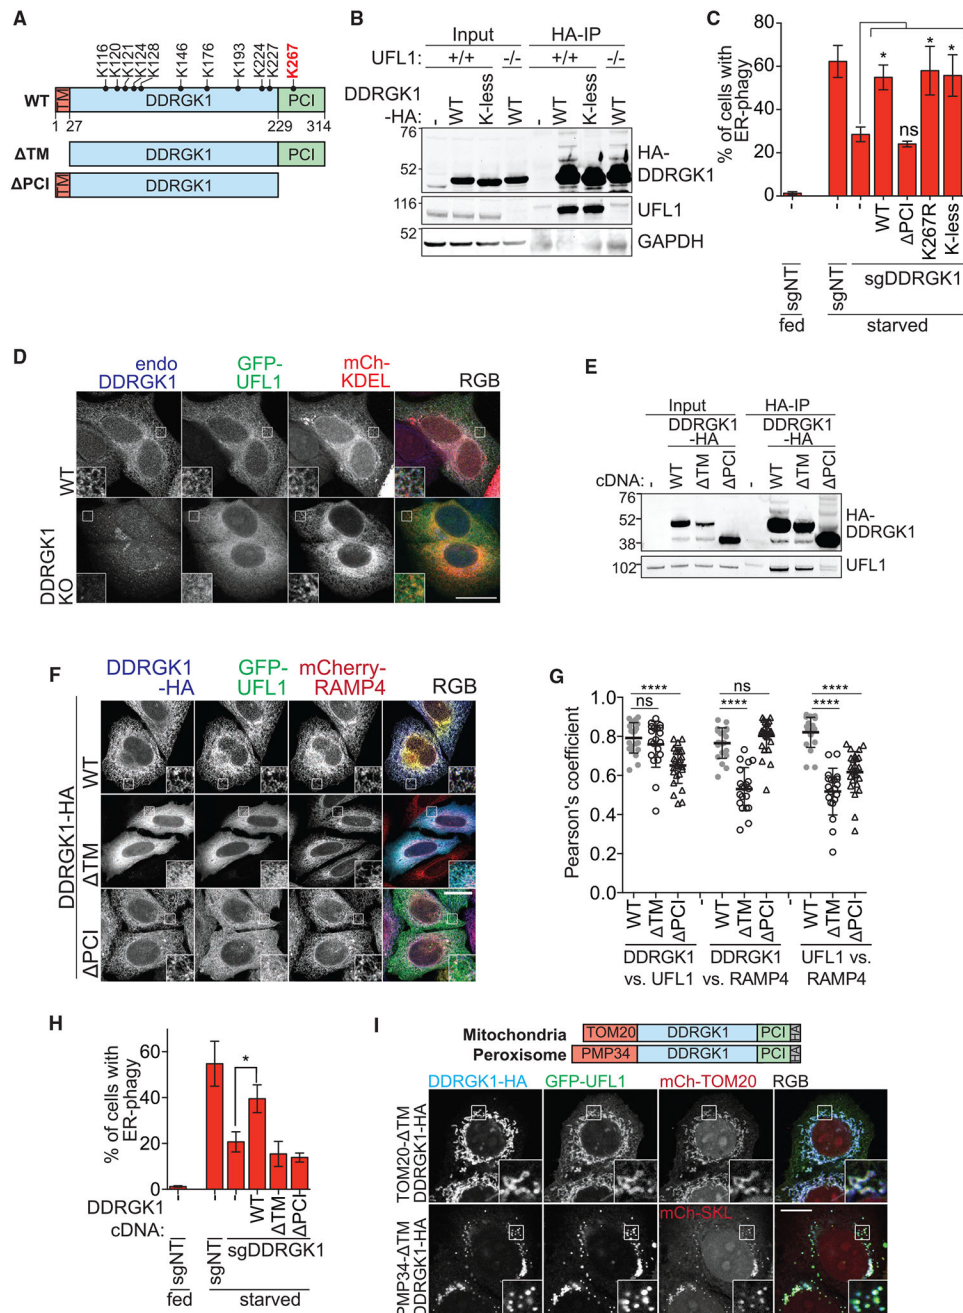 A
K116
K120
K121
K124
K128
K146
K176
K193
K224
K227
K267
WT
TM
DDRGK1
PCI
1 27
229
314
ΔTM
DDRGK1
PCI
ΔPCI
TM
DDRGK1
B
Input
HA-IP
UFL1:
+/+
-/-
+/+
-/-
DDRGK1
-HA:
-
WT
K-less
WT
-
WT
K-less
WT
76
52
HA-
DDRGK1
116
UFL1
52
GAPDH
C
% of cells with
ER-phagy
80
60
40
20
0
*
ns
*
*
-
-
-
WT
ΔPCI
K267R
K-less
sgNT
sgNT
sgDDRGK1
fed
starved
D
endo
DDRGK1
GFP-
UFL1
mCh-
KDEL
RGB
WT
DDRGK1
KO
E
Input
HA-IP
DDRGK1
-HA
DDRGK1
-HA
cDNA:
-
WT
ΔTM
ΔPCI
-
WT
ΔTM
ΔPCI
76
52
38
HA-
DDRGK1
102
UFL1
F
DDRGK1
-HA
GFP-
UFL1
mCherry-
RAMP4
RGB
DDRGK1-HA
WT
ΔTM
ΔPCI
G
Pearson's coefficient
1.0
0.8
0.6
0.4
0.2
0.0
****
ns
ns
****
****
****
WT
ΔTM
ΔPCI
-
WT
ΔTM
ΔPCI
-
WT
ΔTM
ΔPCI
DDRGK1
vs. UFL1
DDRGK1
vs. RAMP4
UFL1 vs.
RAMP4
H
% of cells with
ER-phagy
60
40
20
0
*
DDRGK1
cDNA:
-
-
-
WT
ΔTM
ΔPCI
sgNT
sgNT
sgDDRGK1
fed
starved
I
Mitochondria
TOM20
DDRGK1
PCI
HA
Peroxisome
PMP34
DDRGK1
PCI
HA
DDRGK1-HA
GFP-UFL1
mCh-TOM20
RGB
TOM20-ΔTM
DDRGK1-HA
mCh-SKL
PMP34-ΔTM
DDRGK1-HA